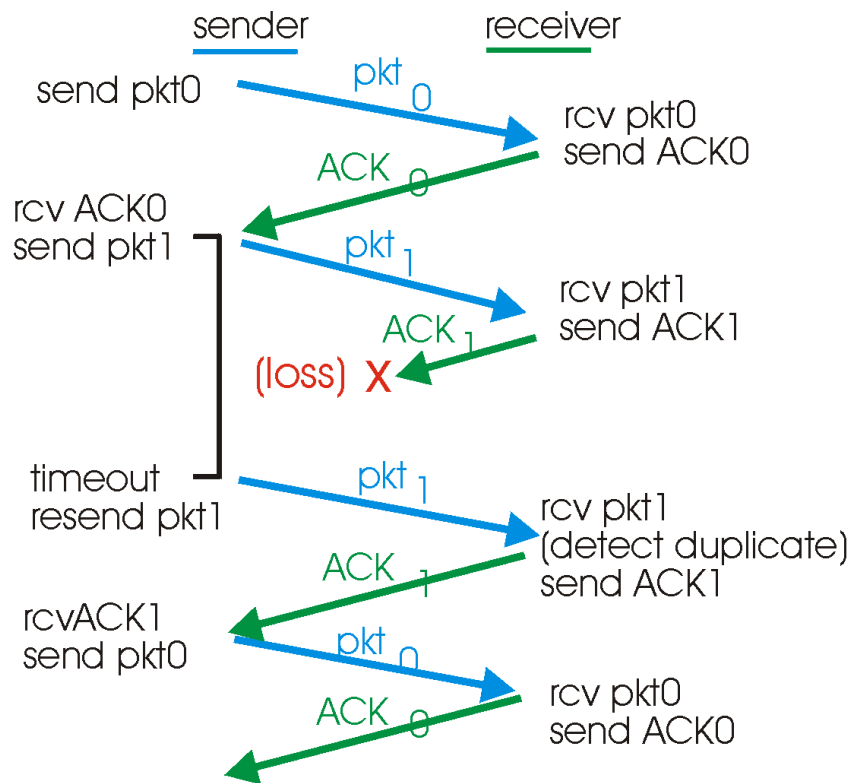 sender
receiver
send pkt0
pkt 0
rcv pkt0
send ACK0
ACK 0
rcv ACK0
send pkt1
pkt 1
rcv pkt1
send ACK1
ACK 1
(loss) X
timeout
resend pkt1
pkt 1
rcv pkt1
(detect duplicate)
send ACK1
ACK 1
rcvACK1
send pkt0
pkt 0
rcv pkt0
send ACK0
ACK 0